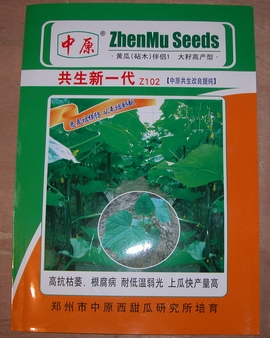 中原®
ZhenMu Seeds
·黄瓜(砧木)伴侣1 大籽高产型·
共生新一代 Z102 【中原共生改良提纯】
高抗枯萎、根腐病 耐低温弱光 上瓜快产量高
郑州市中原西甜瓜研究所培育